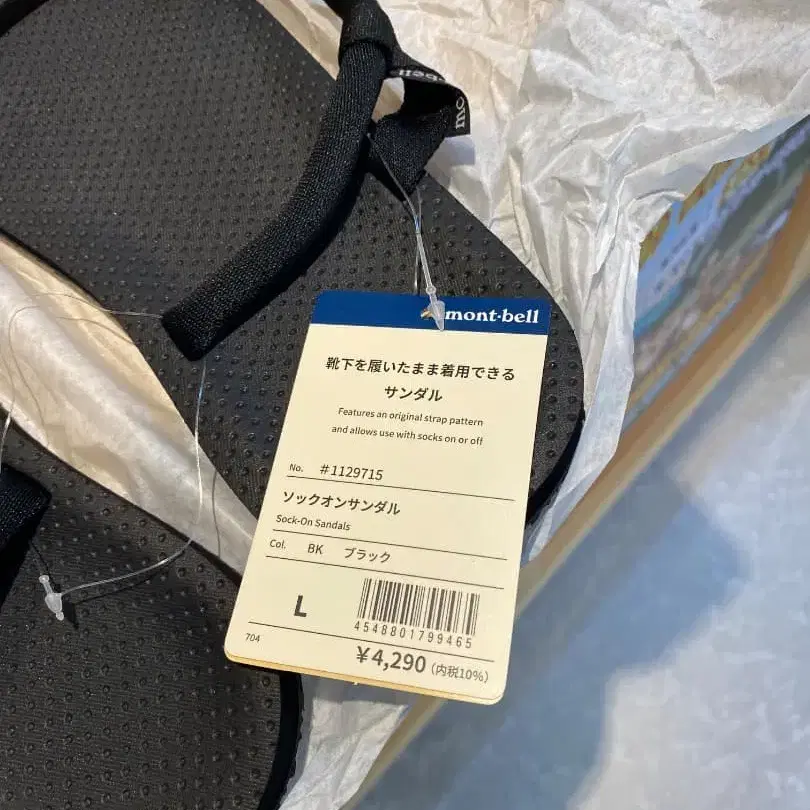 mont-bell
靴下を履いたまま着用できる
サンダル
Features an original strap pattern
and allows use with socks on or off
No. #1129715
ソックオンサンダル
Sock-On Sandals
Col. BK ブラック
L
4548801799465
704
¥4,290 (内税10%)